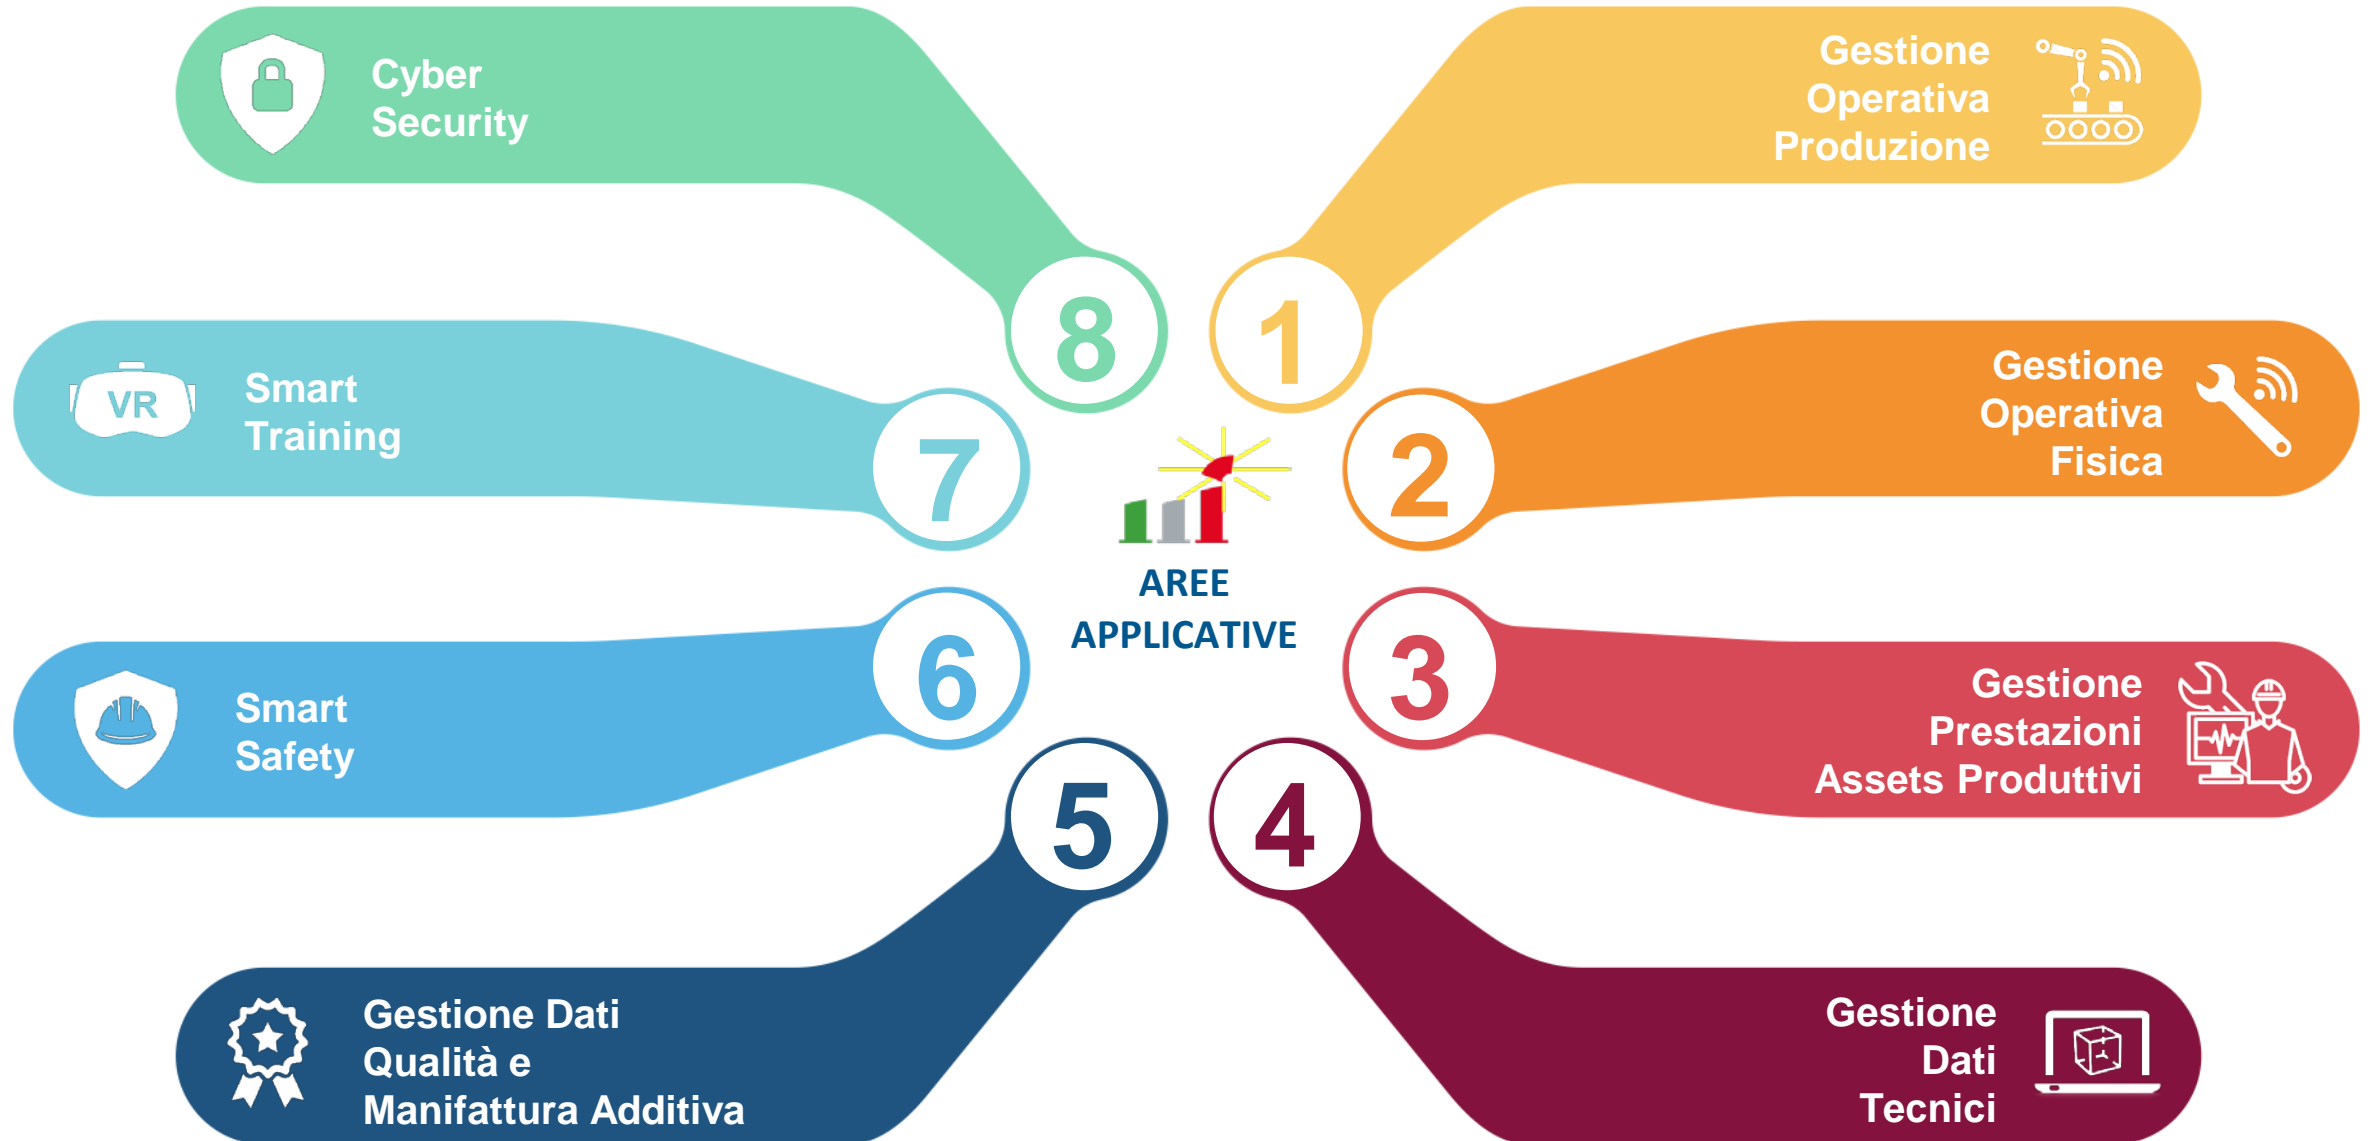 Cyber
Security
8
Gestione
Operativa
Produzione
1
VR
Smart
Training
7
Gestione
Operativa
Fisica
2
AREE
APPLICATIVE
Smart
Safety
6
Gestione
Prestazioni
Assets Produttivi
3
Gestione Dati
Qualità e
Manifattura Additiva
5
Gestione
Dati
Tecnici
4